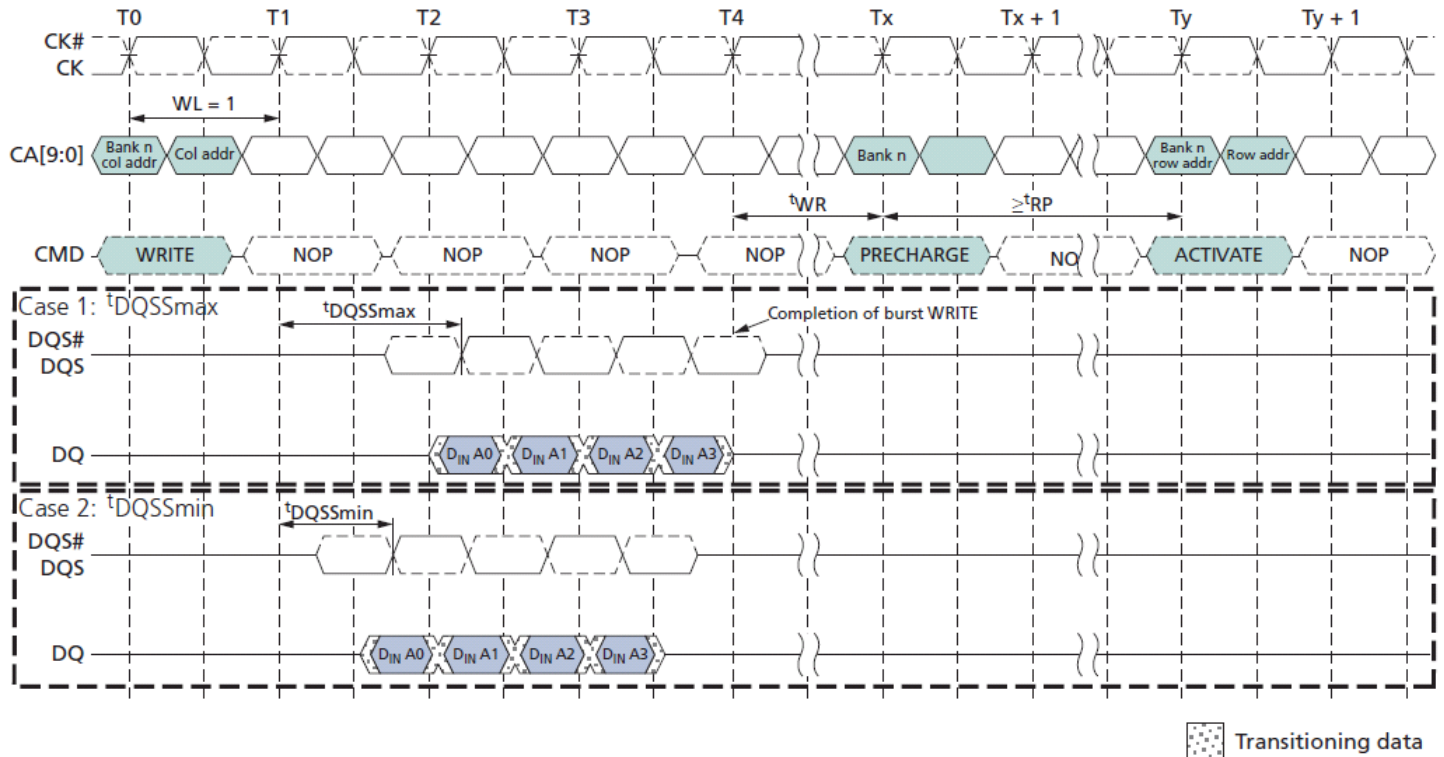 T0 T1 T2 T3 T4 Tx Tx + 1 Ty Ty + 1
CK#
CK
WL = 1
CA[9:0] Bank n col addr Col addr Bank n Bank n row addr Row addr
tWR ≥tRP
CMD WRITE NOP NOP NOP NOP PRECHARGE NO ACTIVATE NOP
Case 1: tDQSSmax
tDQSSmax
Completion of burst WRITE
DQS#
DQS
DQ DIN A0 DIN A1 DIN A2 DIN A3
Case 2: tDQSSmin
tDQSSmin
DQS#
DQS
DQ DIN A0 DIN A1 DIN A2 DIN A3
Transitioning data